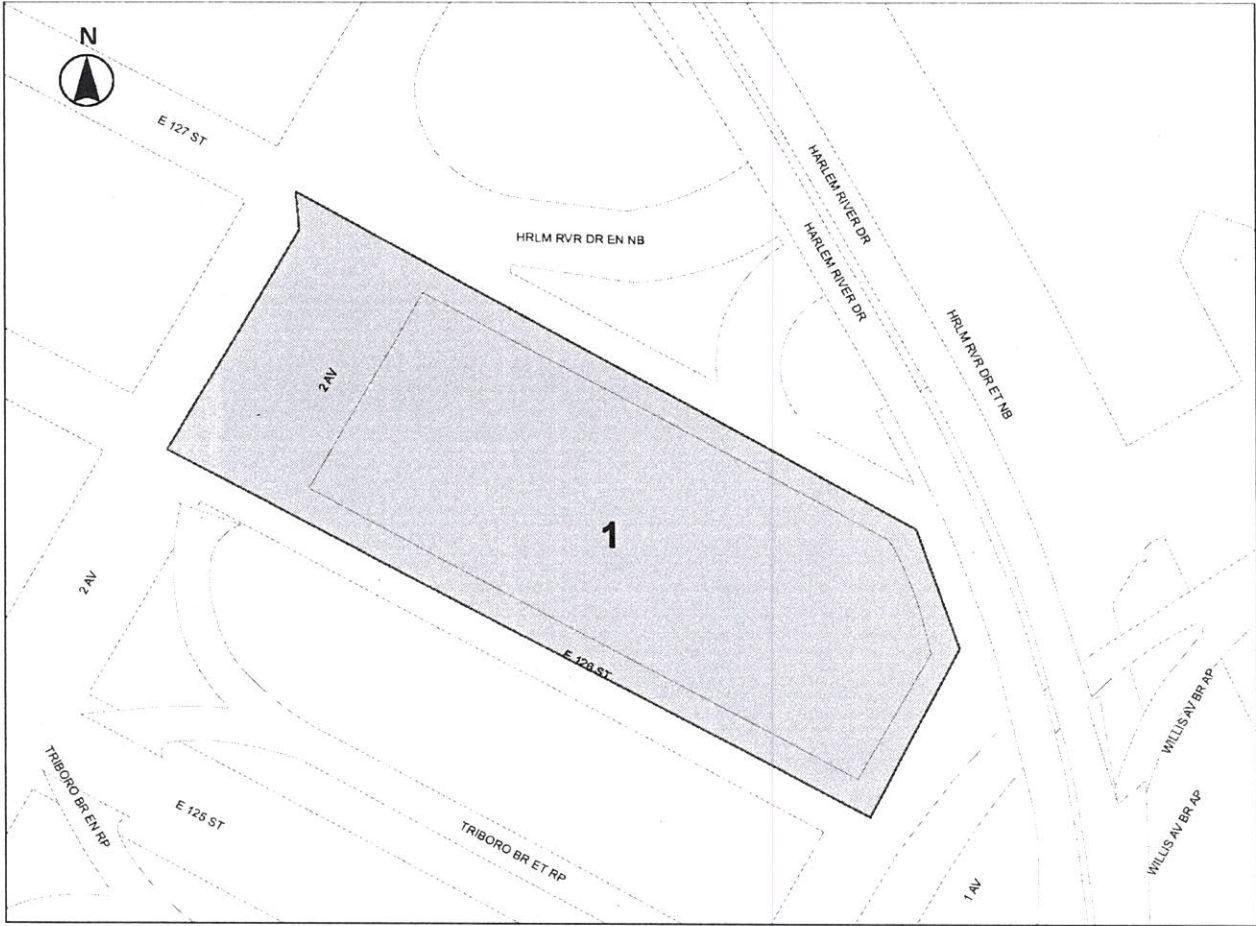 N
E 127 ST
HARLEM RIVER DR
HRLM RVR DR EN NB
HARLEM RIVER DR
HRLM RVR DR ET NB
2 AV
1
2 AV
E 126 ST
WILLIS AV BR AP
TRIBORO BR EN RP
E 125 ST
TRIBORO BR ET RP
WILLIS AV BR AP
1 AV